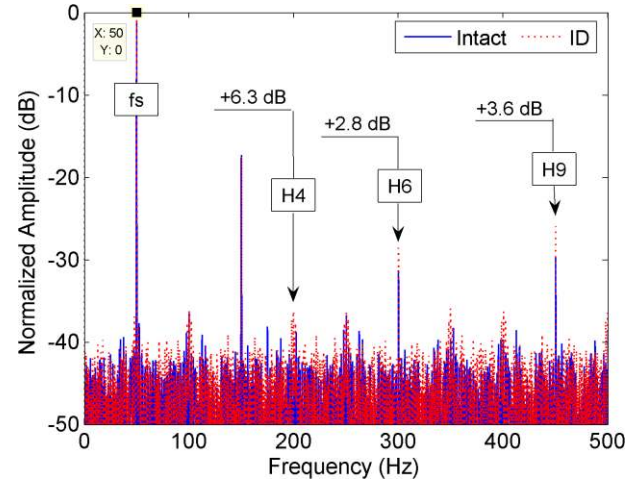 0
X: 50
Y: 0
Intact
ID
-10
fs
+6.3 dB
+2.8 dB
+3.6 dB
H4
H6
H9
-20
-30
-40
-50
Normalized Amplitude (dB)
0
100
200
300
400
500
Frequency (Hz)